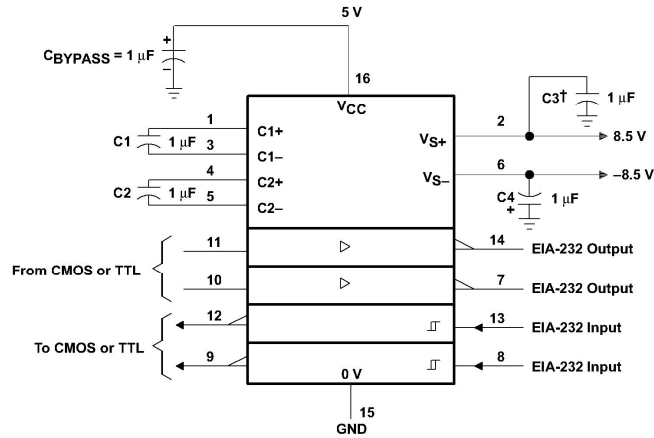 5 V
CBYPASS = 1 μF
+
–
16
VCC
C3†
1 μF
1
C1+
C1
1 μF
3
C1–
2
VS+
8.5 V
4
C2+
C2
1 μF
5
C2–
6
VS–
–8.5 V
C4
+
1 μF
From CMOS or TTL
11
14
EIA-232 Output
10
7
EIA-232 Output
To CMOS or TTL
12
13
EIA-232 Input
9
8
EIA-232 Input
0 V
15
GND